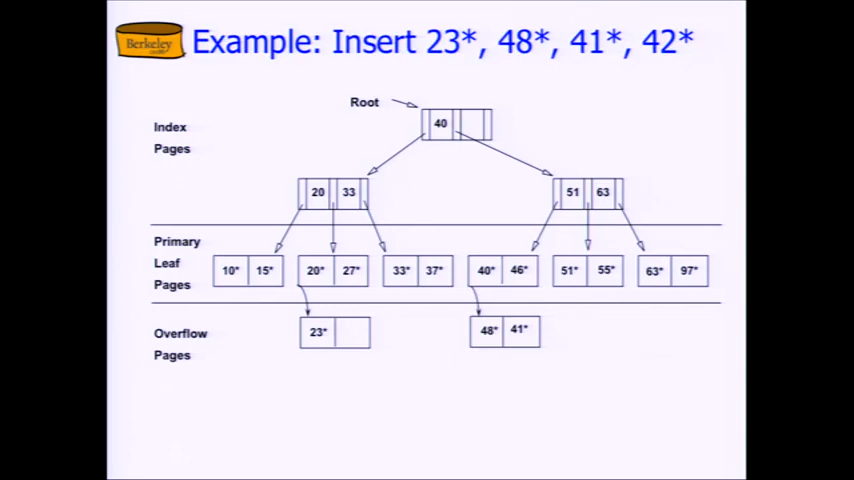 Berkeley
Example: Insert 23*, 48*, 41*, 42*
Root
40
Index
Pages
20 33
51 63
Primary
Leaf
Pages
10* 15*
20* 27*
33* 37*
40* 46*
51* 55*
63* 97*
Overflow
Pages
23*
48* 41*